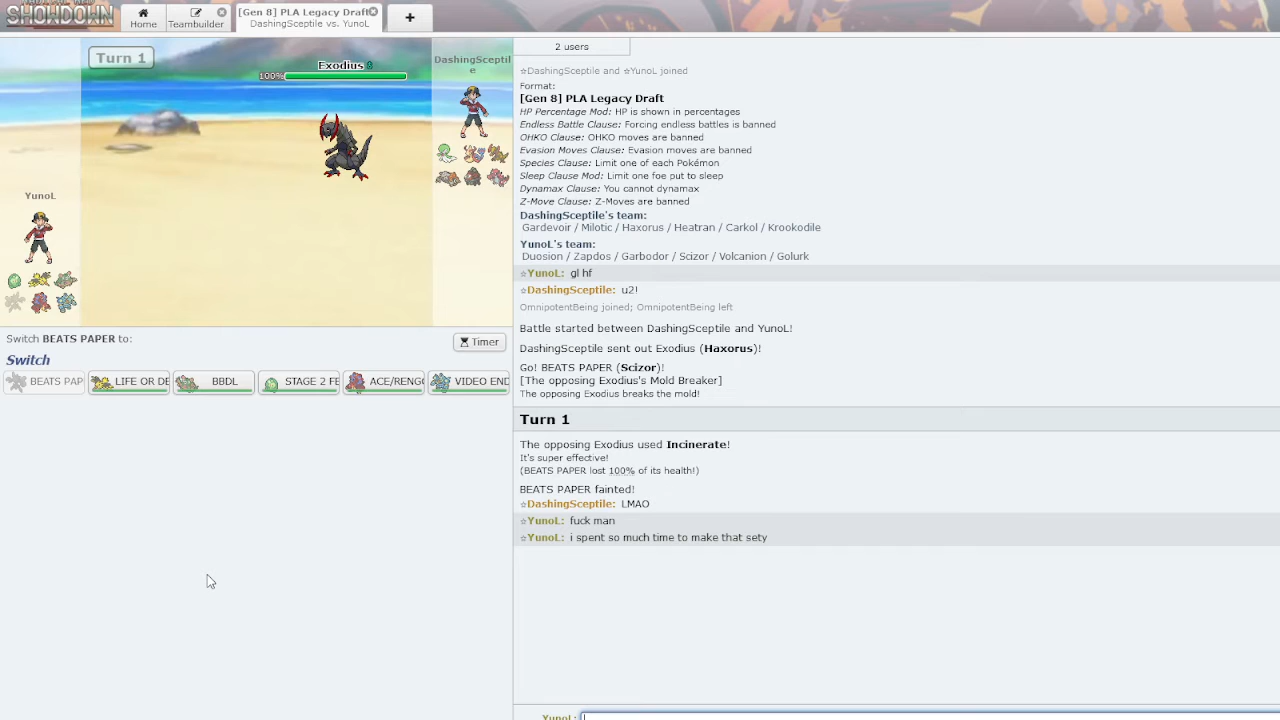 SHOWDOWN
Home
Teambuilder
[Gen 8] PLA Legacy Draft
DashingSceptile vs. YunoL
+
Turn 1
Exodius
100%
DashingSceptil
e
YunoL
Switch BEATS PAPER to:
Timer
Switch
BEATS PAP
LIFE OR DE
BBDL
STAGE 2 FE
ACE/RENG
VIDEO END
2 users
☆DashingSceptile and ☆YunoL joined
Format:
[Gen 8] PLA Legacy Draft
HP Percentage Mod: HP is shown in percentages
Endless Battle Clause: Forcing endless battles is banned
OHKO Clause: OHKO moves are banned
Evasion Moves Clause: Evasion moves are banned
Species Clause: Limit one of each Pokémon
Sleep Clause Mod: Limit one foe put to sleep
Dynamax Clause: You cannot dynamax
Z-Move Clause: Z-Moves are banned
DashingSceptile's team:
Gardevoir / Milotic / Haxorus / Heatran / Carkol / Krookodile
YunoL's team:
Duosion / Zapdos / Garbodor / Scizor / Volcanion / Golurk
☆YunoL: gl hf
☆DashingSceptile: u2!
OmnipotentBeing joined; OmnipotentBeing left
Battle started between DashingSceptile and YunoL!
DashingSceptile sent out Exodius (Haxorus)!
Go! BEATS PAPER (Scizor)!
[The opposing Exodius's Mold Breaker]
The opposing Exodius breaks the mold!
Turn 1
The opposing Exodius used Incinerate!
It's super effective!
(BEATS PAPER lost 100% of its health!)
BEATS PAPER fainted!
☆DashingSceptile: LMAO
☆YunoL: fuck man
☆YunoL: i spent so much time to make that sety
YunoL: